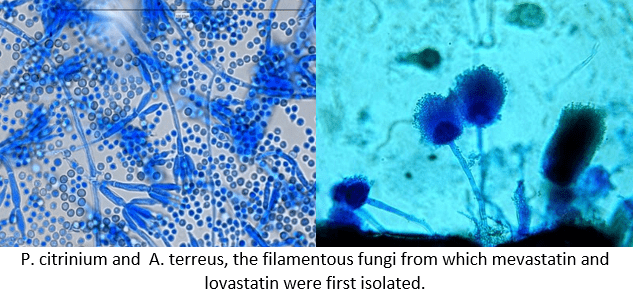 P. citrinium and A. terreus, the filamentous fungi from which mevastatin and
lovastatin were first isolated.